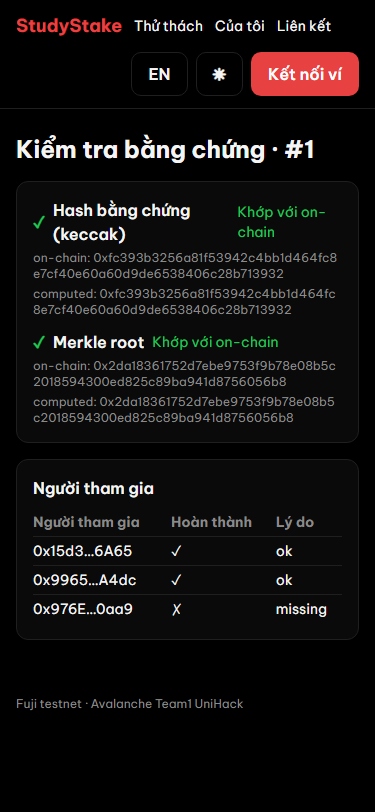 StudyStake Thử thách Của tôi Liên kết
EN Kết nối ví
Kiểm tra bằng chứng · #1
✓ Hash bằng chứng (keccak) Khớp với on-chain
on-chain: 0xfc393b3256a81f53942c4bb1d464fc8
e7cf40e60a60d9de6538406c28b713932
computed: 0xfc393b3256a81f53942c4bb1d464fc
8e7cf40e60a60d9de6538406c28b713932
✓ Merkle root Khớp với on-chain
on-chain: 0x2da18361752d7ebe9753f9b78e08b5c
2018594300ed825c89ba941d8756056b8
computed: 0x2da18361752d7ebe9753f9b78e08b5
c2018594300ed825c89ba941d8756056b8
Người tham gia
Người tham gia Hoàn thành Lý do
0x15d3…6A65 ✓ ok
0x9965…A4dc ✓ ok
0x976E…0aa9 ✗ missing
Fuji testnet · Avalanche Team1 UniHack